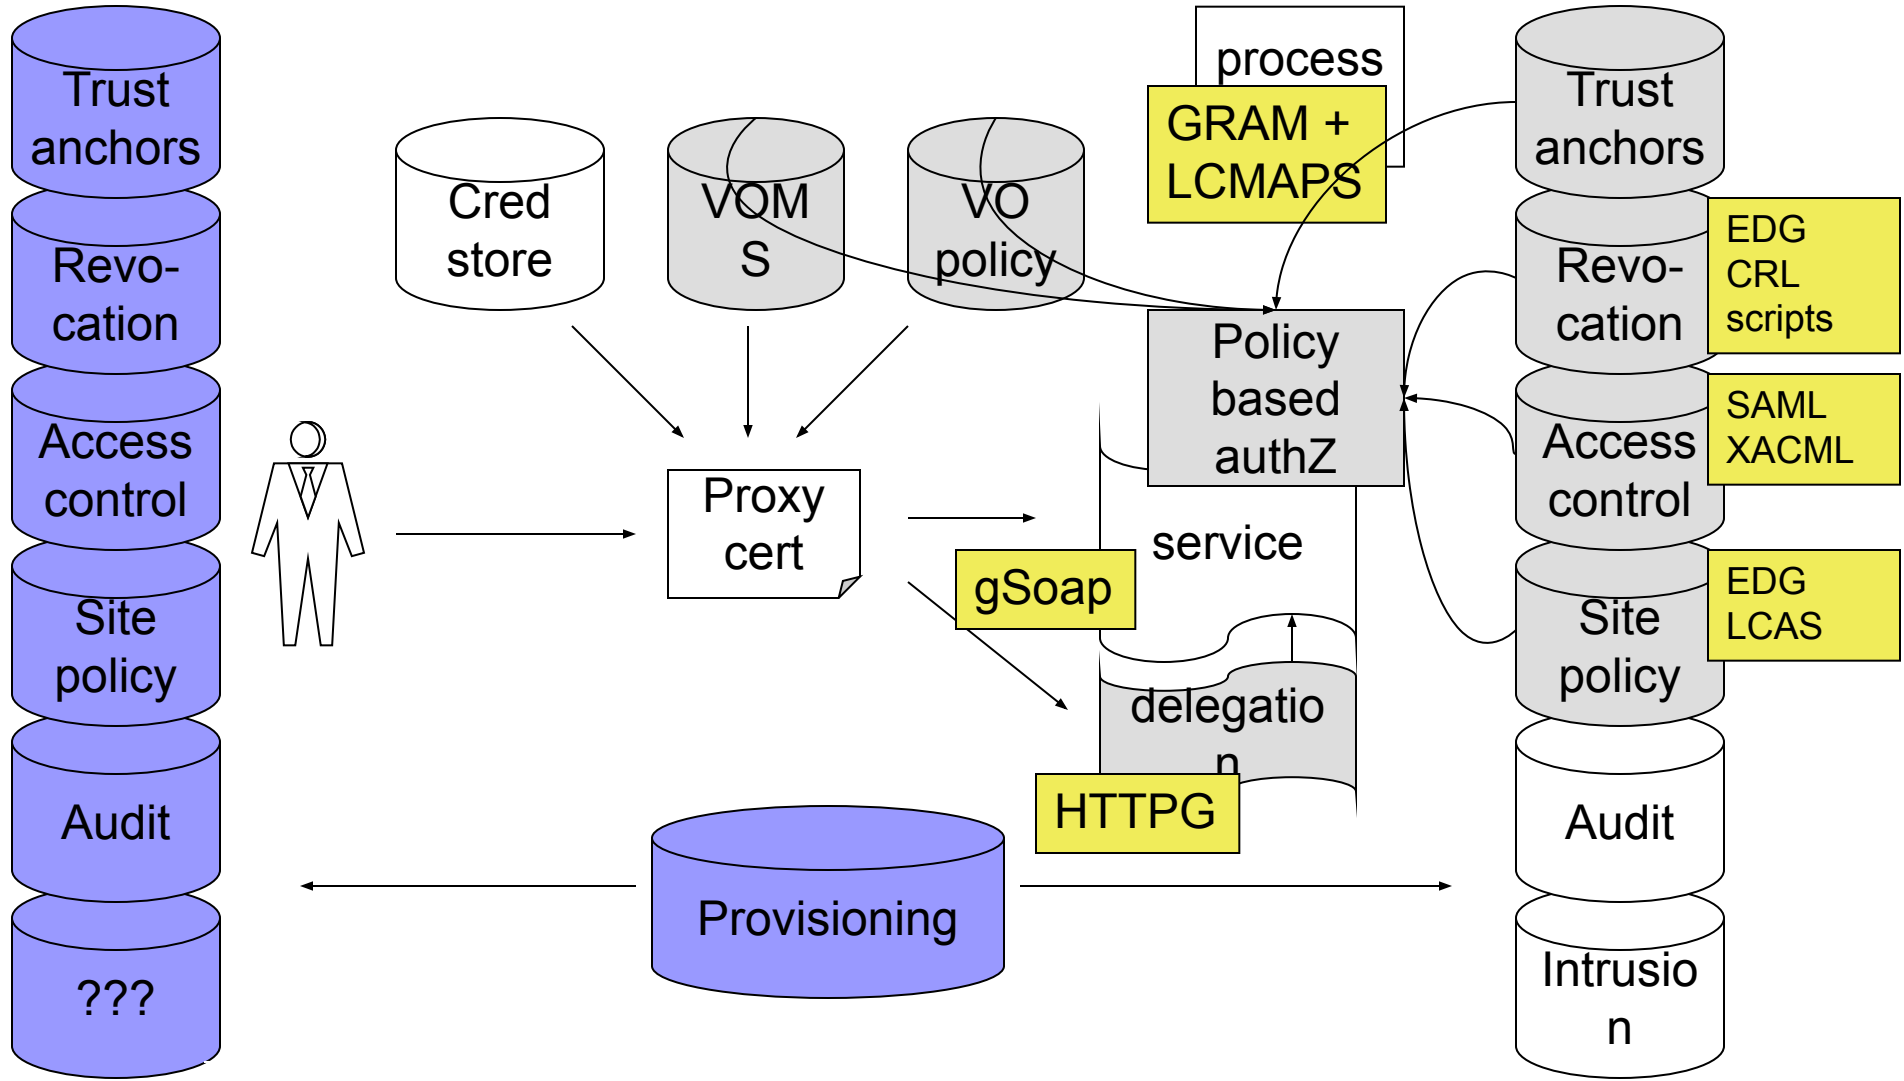 Trust
anchors
Revo-
cation
Access
control
Site
policy
Audit
???
Cred
store
VOM
S
VO
policy
Proxy
cert
process
GRAM +
LCMAPS
Policy
based
authZ
service
gSoap
delegatio
n
HTTPG
Provisioning
Trust
anchors
Revo-
cation
EDG
CRL
scripts
Access
control
SAML
XACML
Site
policy
EDG
LCAS
Audit
Intrusio
n